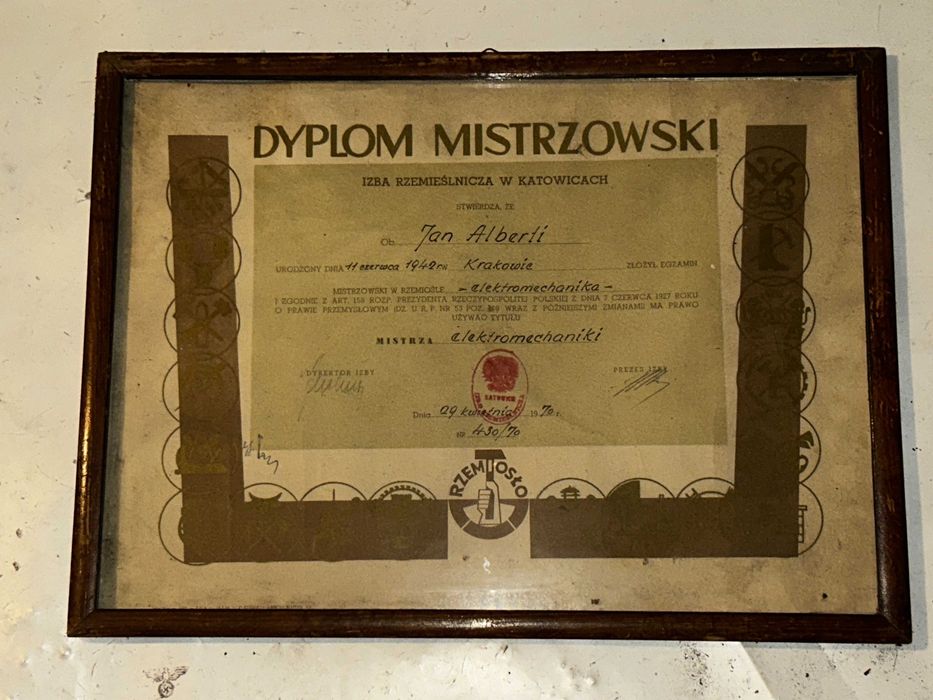 DYPLOM MISTRZOWSKI
IZBA RZEMIEŚLNICZA W KATOWICACH
STWIERDZA, ŻE
Ob. Jan Alberti
URODZONY DNIA 11 czerwca 1942 r. w Krakowie ZŁOŻYŁ EGZAMIN
MISTRZOWSKI W RZEMIOŚLE - elektromechanika -
I ZGODNIE Z ART. 158 ROZP. PREZYDENTA RZECZYPOSPOLITEJ POLSKIEJ Z DNIA 7 CZERWCA 1927 ROKU
O PRAWIE PRZEMYSŁOWYM (DZ. U R. P. NR 53 POZ. 468 WRAZ Z PÓŹNIEJSZYMI ZMIANAMI) MA PRAWO
UŻYWAĆ TYTUŁU
MISTRZA elektromechaniki
DYREKTOR IZBY
PREZES IZBY
KATOWICE
Dnia 29 kwietnia 1970 r.
Nr 430/70
RZEMIOSŁO